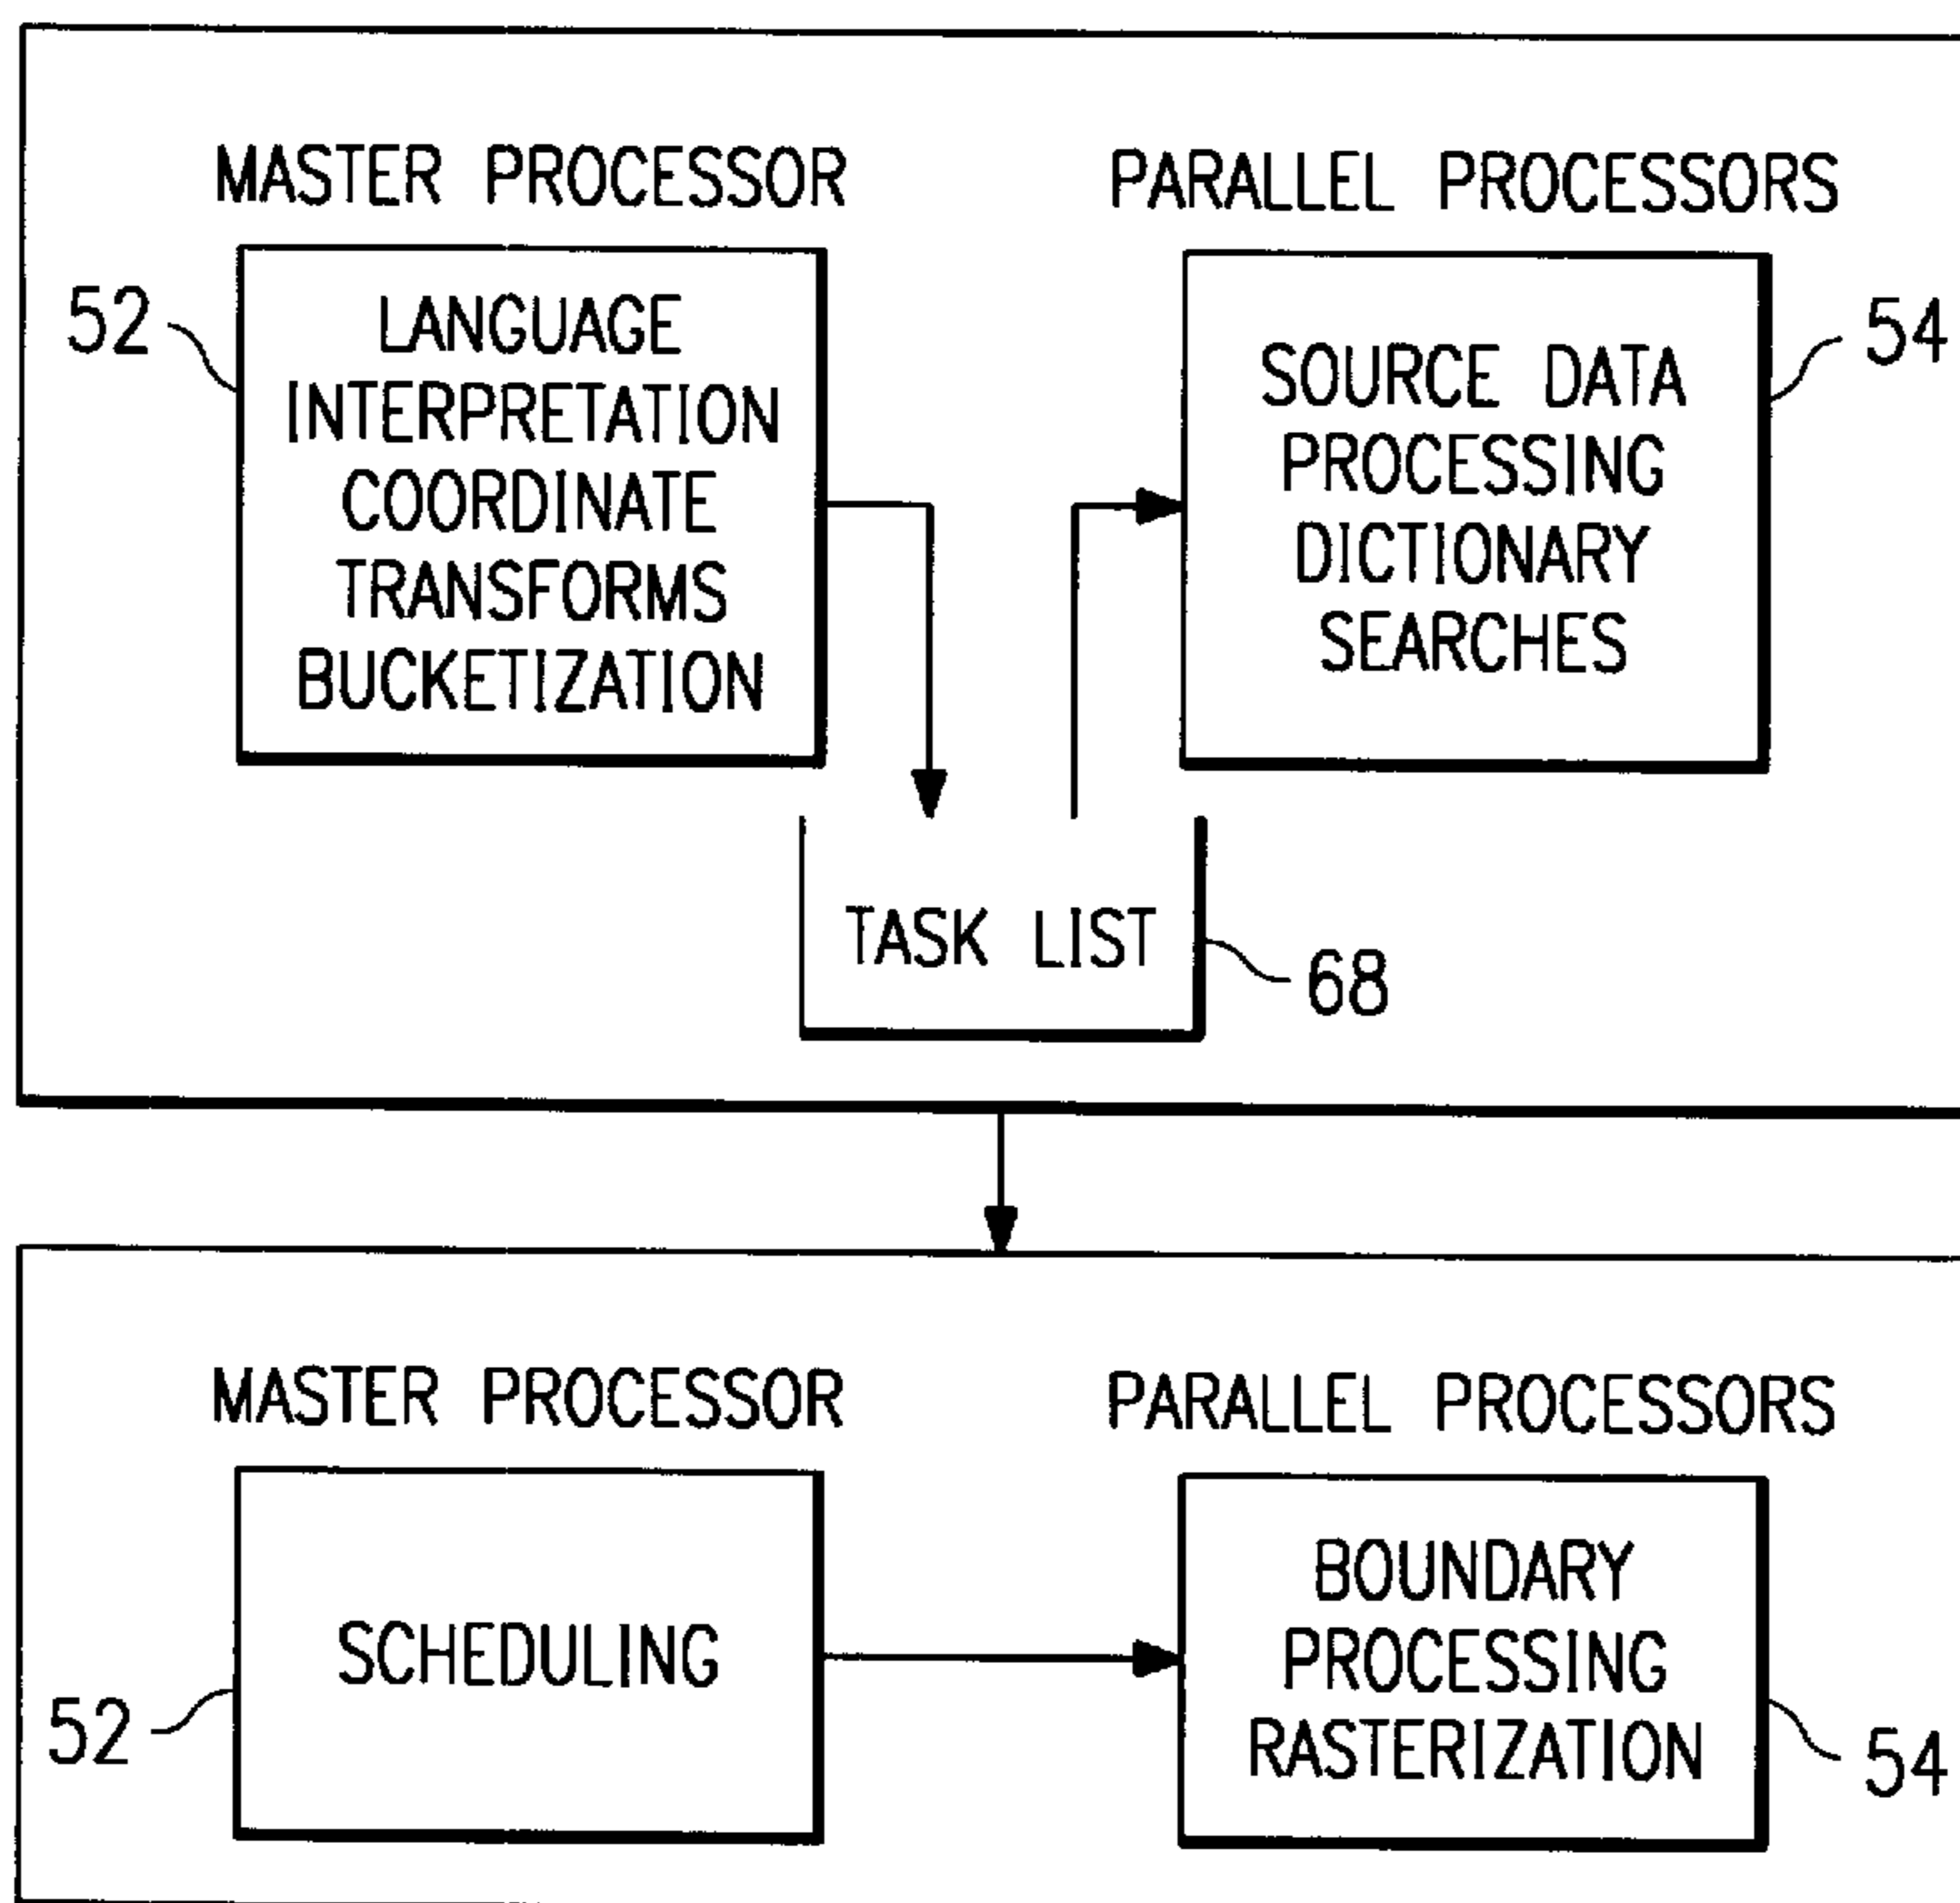 MASTER PROCESSOR
PARALLEL PROCESSORS
52
LANGUAGE
INTERPRETATION
COORDINATE
TRANSFORMS
BUCKETIZATION
SOURCE DATA
PROCESSING
DICTIONARY
SEARCHES
54
TASK LIST
68
MASTER PROCESSOR
PARALLEL PROCESSORS
52
SCHEDULING
BOUNDARY
PROCESSING
RASTERIZATION
54